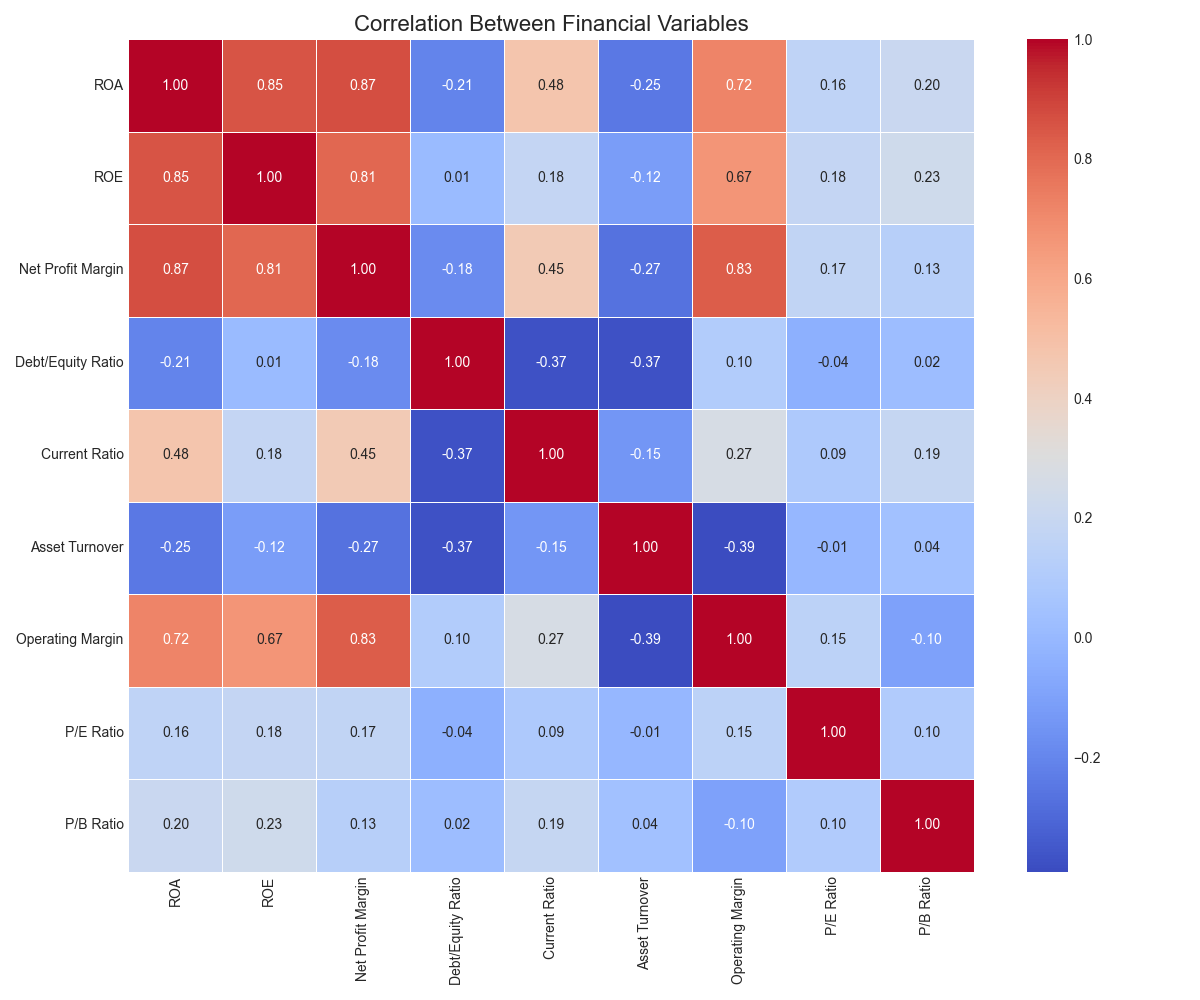 Correlation Between Financial Variables
ROA 1.00 0.85 0.87 -0.21 0.48 -0.25 0.72 0.16 0.20
ROE 0.85 1.00 0.81 0.01 0.18 -0.12 0.67 0.18 0.23
Net Profit Margin 0.87 0.81 1.00 -0.18 0.45 -0.27 0.83 0.17 0.13
Debt/Equity Ratio -0.21 0.01 -0.18 1.00 -0.37 -0.37 0.10 -0.04 0.02
Current Ratio 0.48 0.18 0.45 -0.37 1.00 -0.15 0.27 0.09 0.19
Asset Turnover -0.25 -0.12 -0.27 -0.37 -0.15 1.00 -0.39 -0.01 0.04
Operating Margin 0.72 0.67 0.83 0.10 0.27 -0.39 1.00 0.15 -0.10
P/E Ratio 0.16 0.18 0.17 -0.04 0.09 -0.01 0.15 1.00 0.10
P/B Ratio 0.20 0.23 0.13 0.02 0.19 0.04 -0.10 0.10 1.00
ROA
ROE
Net Profit Margin
Debt/Equity Ratio
Current Ratio
Asset Turnover
Operating Margin
P/E Ratio
P/B Ratio
1.0
0.8
0.6
0.4
0.2
0.0
−0.2